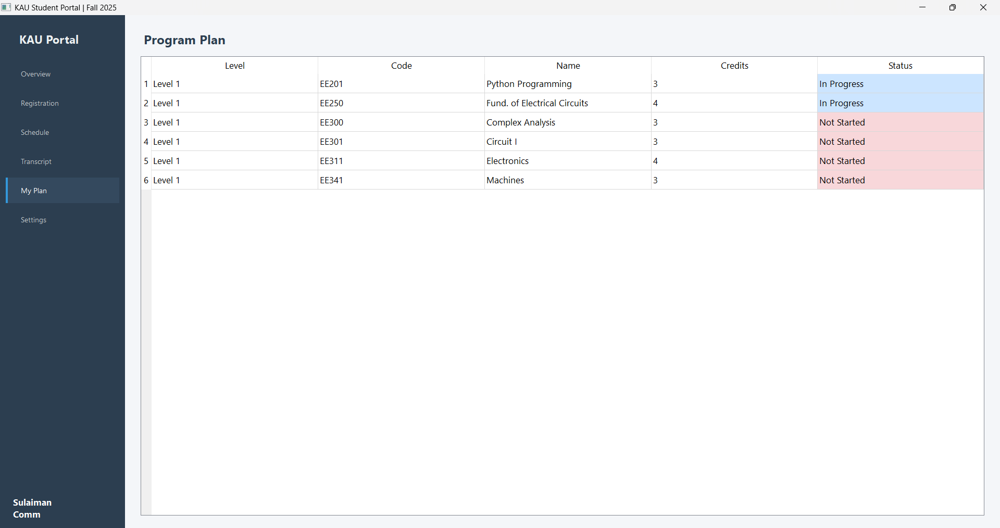 KAU Student Portal | Fall 2025
KAU Portal
Overview
Registration
Schedule
Transcript
My Plan
Settings
Sulaiman
Comm
Program Plan
Level Code Name Credits Status
1 Level 1 EE201 Python Programming 3 In Progress
2 Level 1 EE250 Fund. of Electrical Circuits 4 In Progress
3 Level 1 EE300 Complex Analysis 3 Not Started
4 Level 1 EE301 Circuit I 3 Not Started
5 Level 1 EE311 Electronics 4 Not Started
6 Level 1 EE341 Machines 3 Not Started